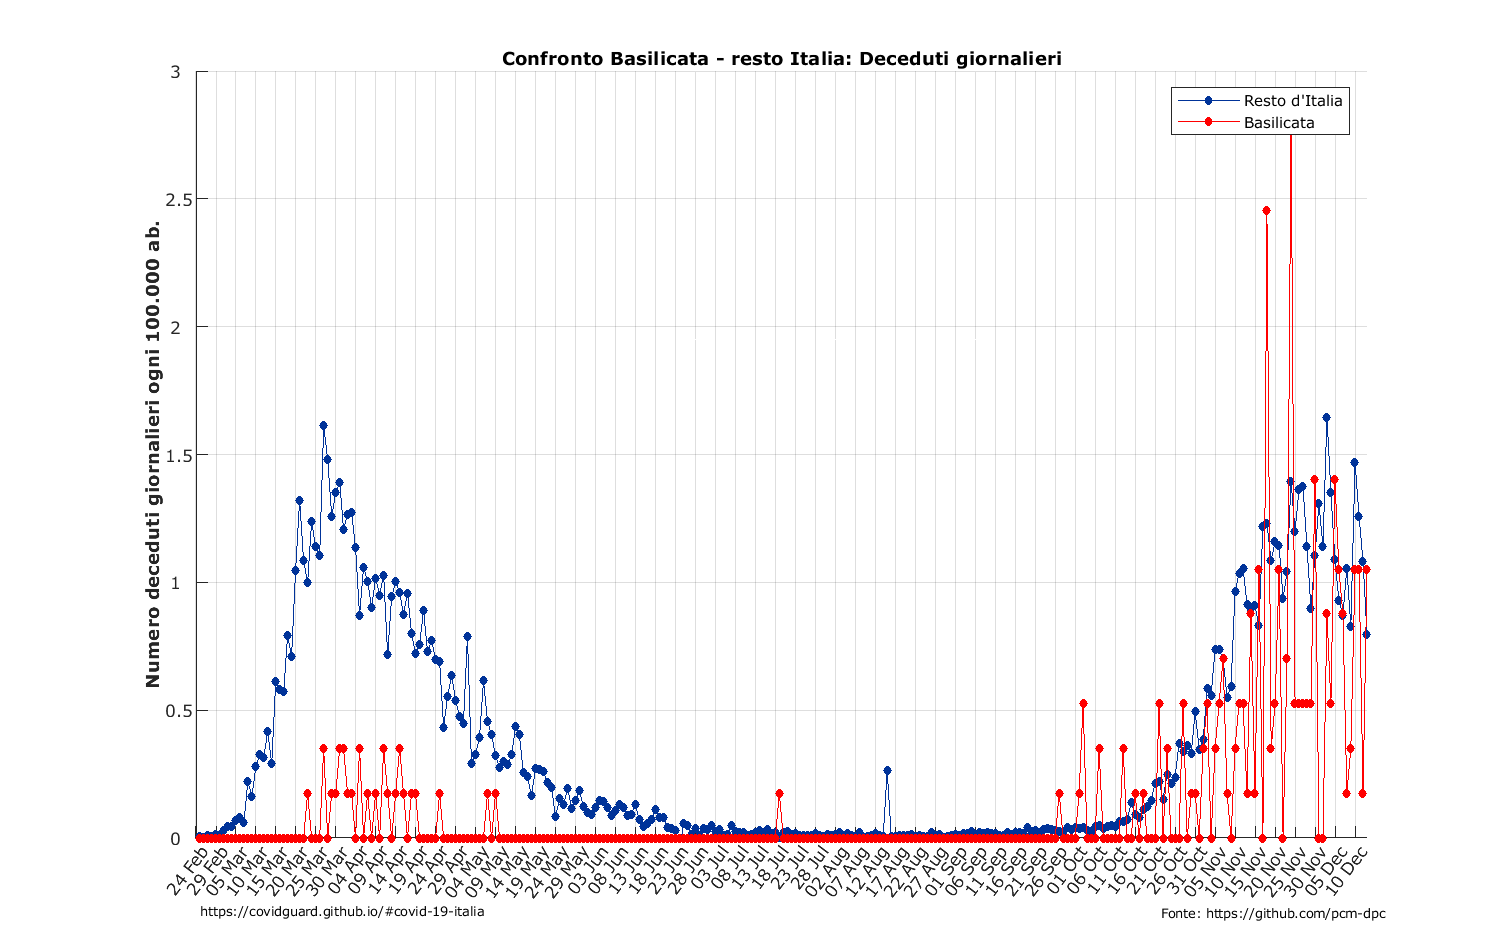 Confronto Basilicata - resto Italia: Deceduti giornalieri
Resto d'Italia
Basilicata
Numero deceduti giornalieri ogni 100.000 ab.
3
2.5
2
1.5
1
0.5
0
24 Feb
29 Feb
05 Mar
10 Mar
15 Mar
20 Mar
25 Mar
30 Mar
04 Apr
09 Apr
14 Apr
19 Apr
24 Apr
29 Apr
04 May
09 May
14 May
19 May
24 May
29 May
03 Jun
08 Jun
13 Jun
18 Jun
23 Jun
28 Jun
03 Jul
08 Jul
13 Jul
18 Jul
23 Jul
28 Jul
02 Aug
07 Aug
12 Aug
17 Aug
22 Aug
27 Aug
01 Sep
06 Sep
11 Sep
16 Sep
21 Sep
26 Sep
01 Oct
06 Oct
11 Oct
16 Oct
21 Oct
26 Oct
31 Oct
05 Nov
10 Nov
15 Nov
20 Nov
25 Nov
30 Nov
05 Dec
10 Dec
https://covidguard.github.io/#covid-19-italia
Fonte: https://github.com/pcm-dpc